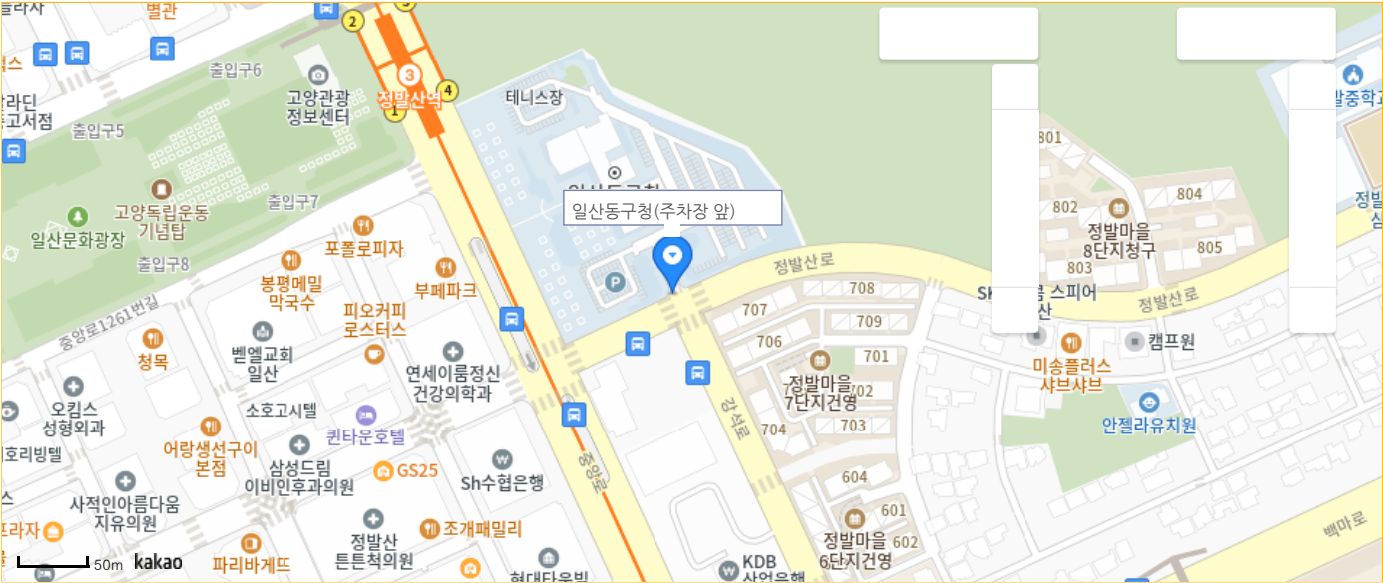 플라자
별관
2
3
정발산역
1
4
출입구6
고양관광
정보센터
테니스장
출입구5
고서점
801
802
803
804
805
정발마을
8단지청구
출입구7
고양독립운동
기념탑
일산문화광장
출입구8
일산동구청(주차장 앞)
P
포폴로피자
봉평메밀
막국수
부페파크
피오커피
로스터스
중앙로1261번길
청목
벧엘교회
일산
연세이룸정신
건강의학과
정발산로
정발산로
707
708
709
706
701
702
703
704
정발마을
7단지건영
스피어
캠프원
미송플러스
샤브샤브
안젤라유치원
오킴스
성형외과
소호고시텔
퀸타운호텔
어랑생선구이
본점
삼성드림
이비인후과의원
GS25
Sh수협은행
중앙로
강석로
604
601
602
정발마을
6단지건영
사적인아름다움
지유의원
정발산
튼튼척의원
조개패밀리
파리바게뜨
KDB
산업은행
백마로
50m
kakao